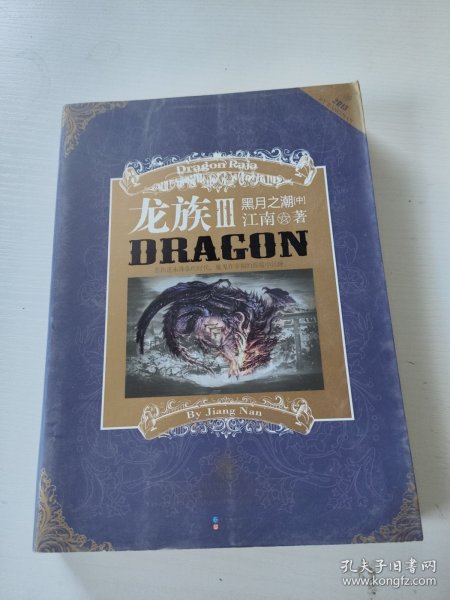 2013
Dragon Raja
龙族III
黑月之潮(中)
江南 著
DRAGON
By Jiang Nan
孔夫子旧书网
www.kongfz.com